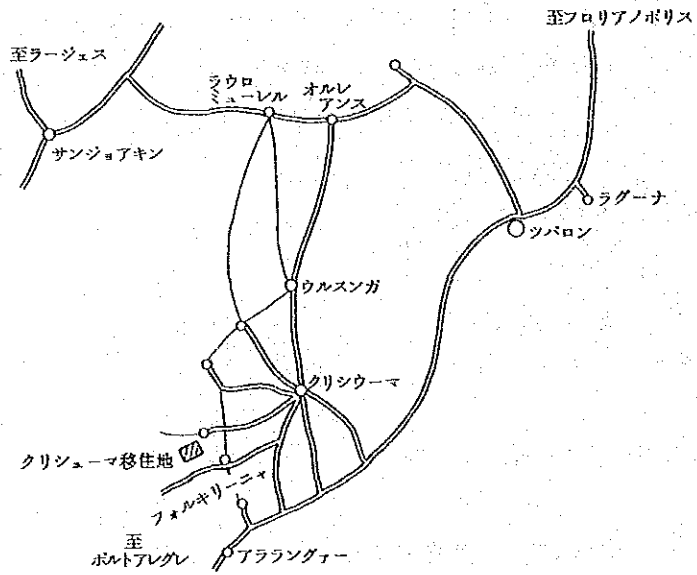 至フロリアノポリス
至ラージェス
ラウロ
ミューレル
オルレ
アンス
サンジョアキン
ラグーナ
ツバロン
ウルスンガ
クリシウーマ
クリシューマ移住地
フォルキリーニャ
至
ポルトアレグレ
アララングァー